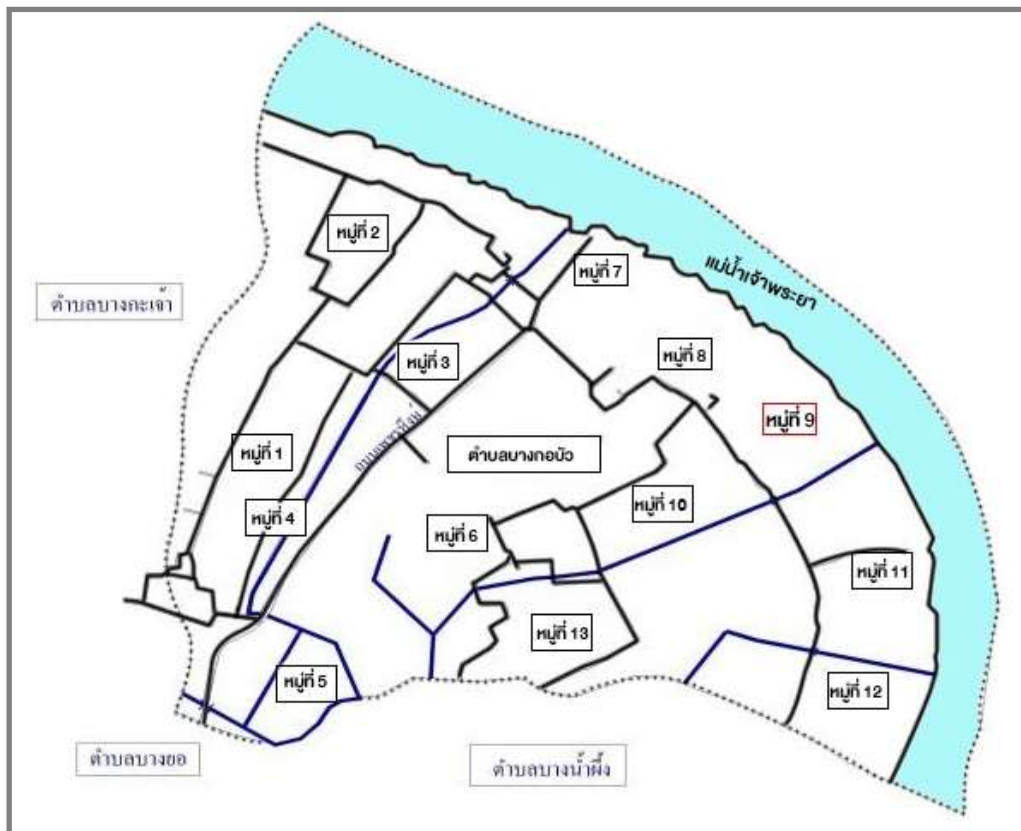 หมู่ที่ 2
หมู่ที่ 7
แม่น้ำเจ้าพระยา
ตำบลบางกะเจ้า
หมู่ที่ 3
หมู่ที่ 8
หมู่ที่ 9
หมู่ที่ 1
ตำบลบางกอบัว
หมู่ที่ 4
หมู่ที่ 10
หมู่ที่ 6
หมู่ที่ 11
หมู่ที่ 13
หมู่ที่ 5
หมู่ที่ 12
ตำบลบางยอ
ตำบลบางน้ำผึ้ง